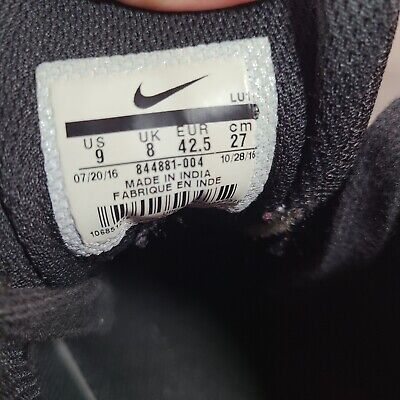 LU1
US UK EUR cm
9 8 42.5 27
07/20/16 844881-004 10/28/16
MADE IN INDIA
FABRIQUE EN INDE